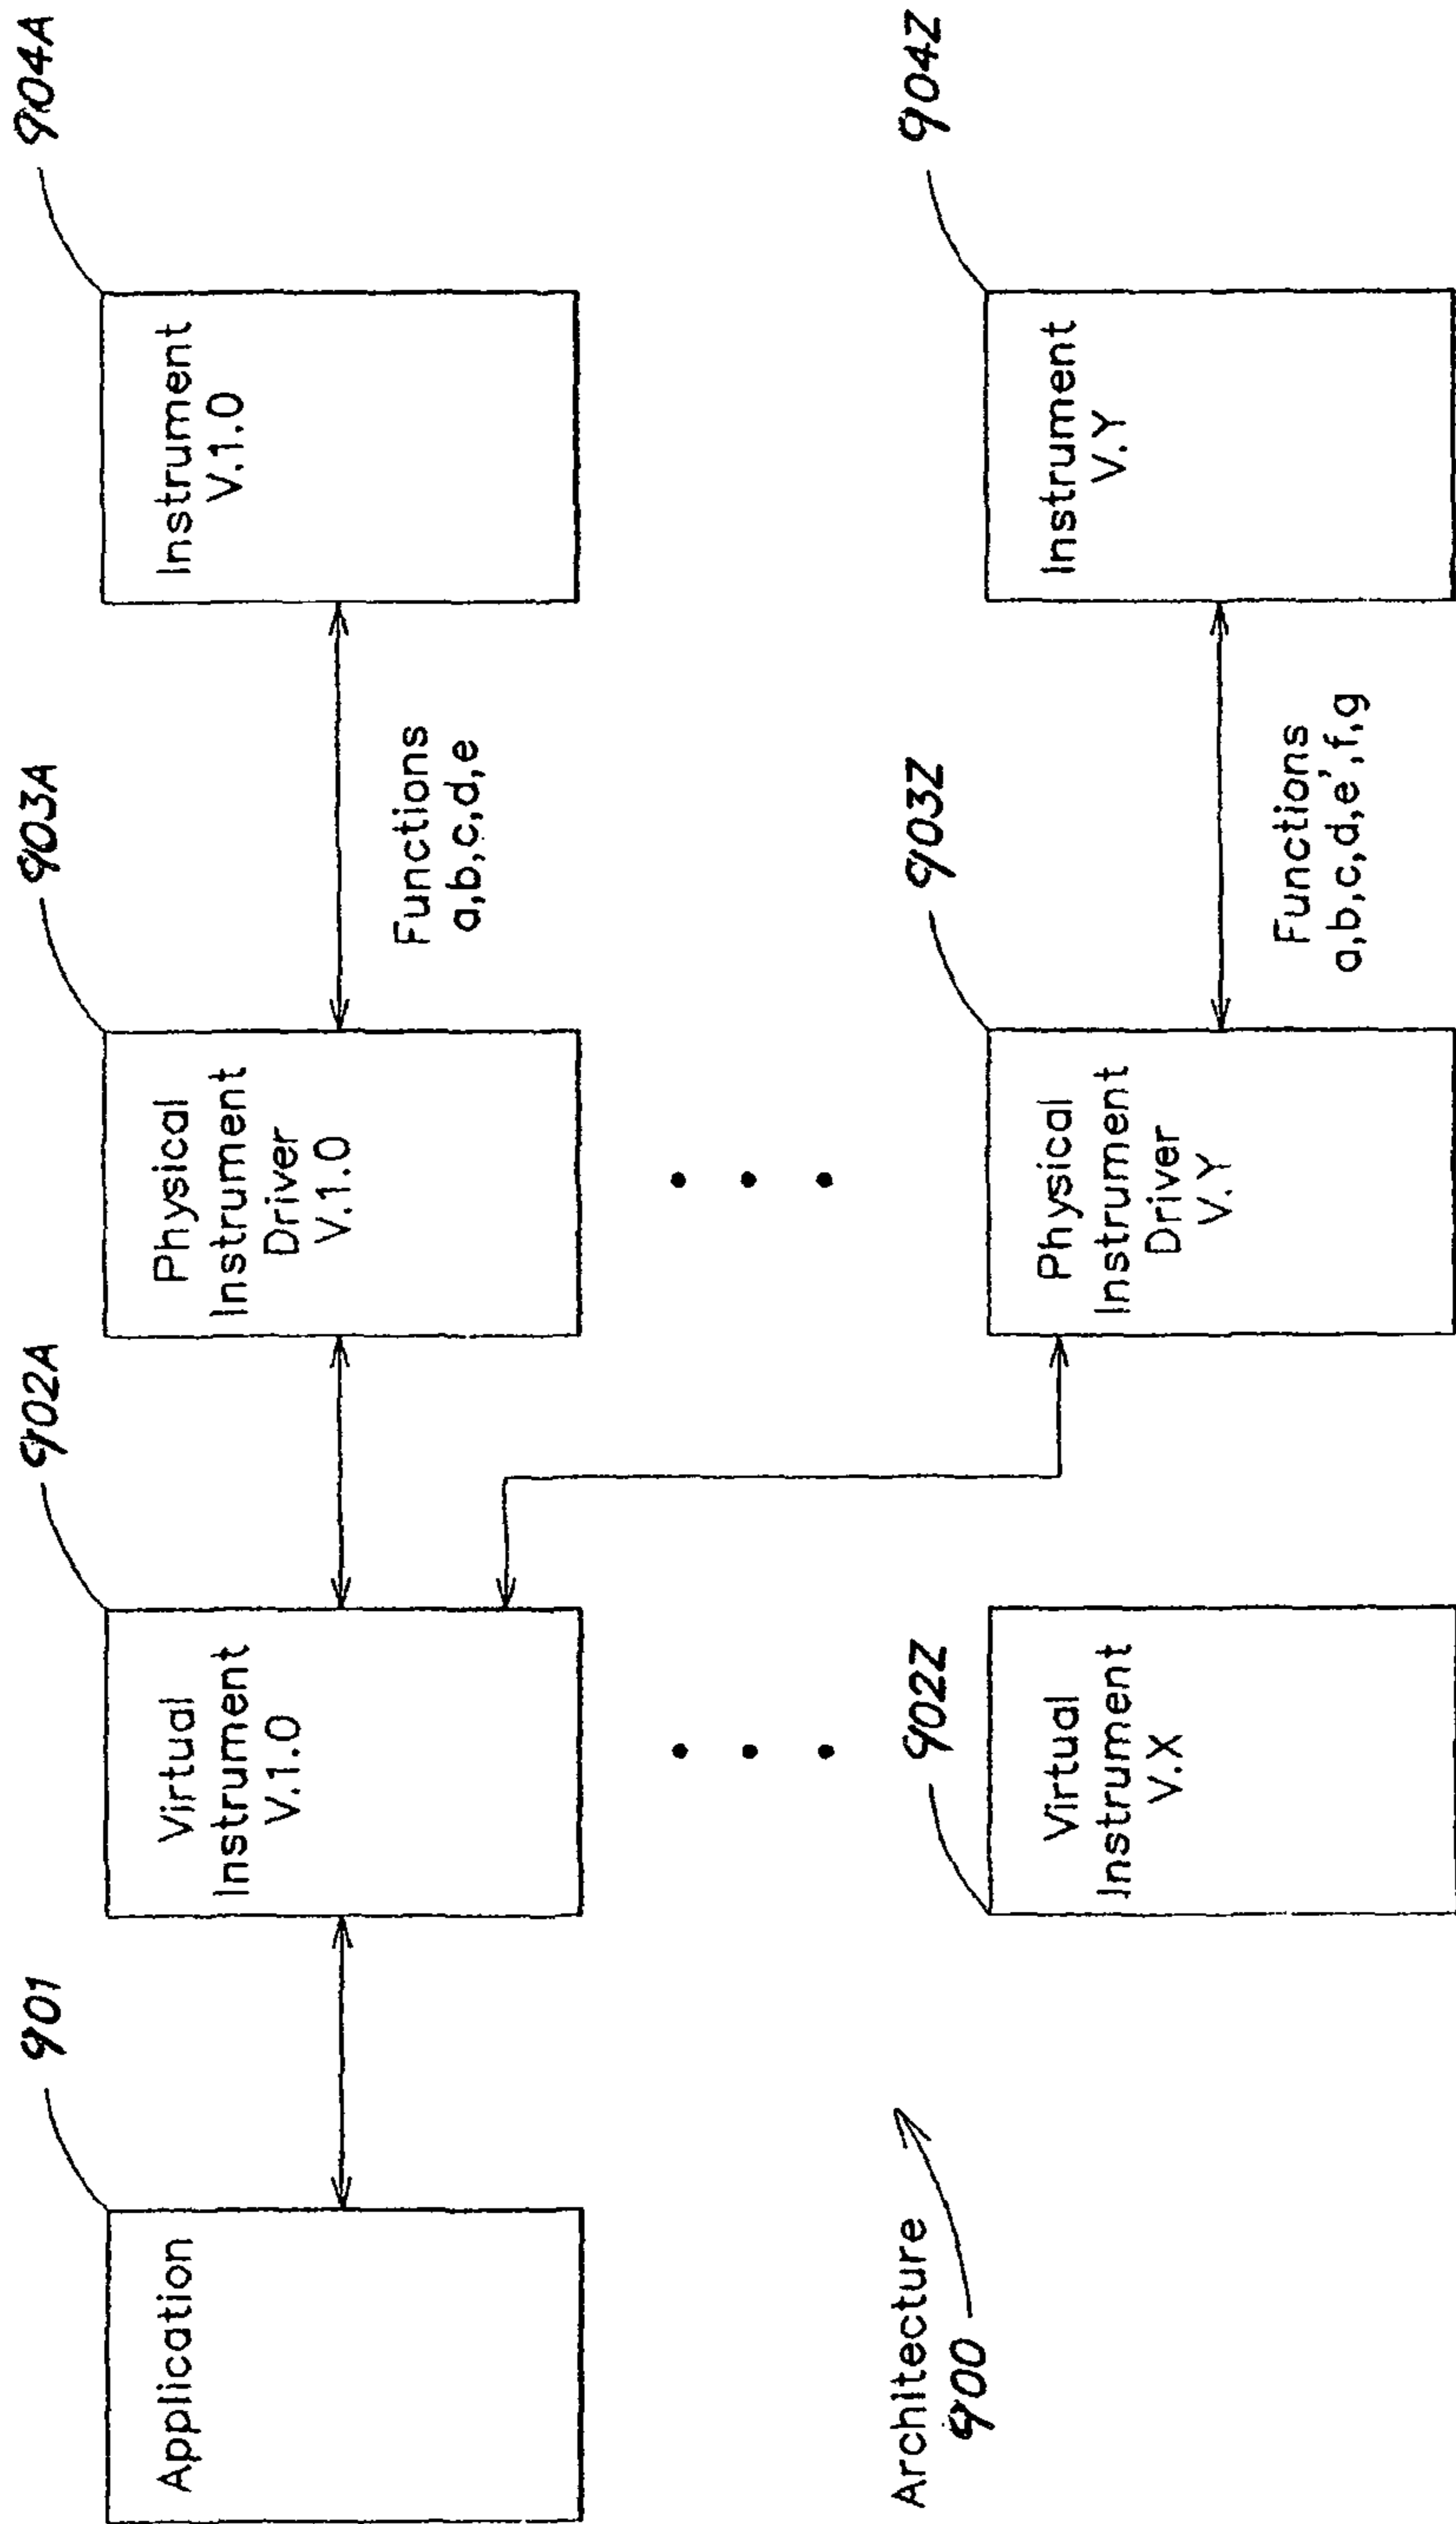 901
Application
902A
Virtual
Instrument
V.1.0
903A
Physical
Instrument
Driver
V.1.0
Functions
a,b,c,d,e
904A
Instrument
V.1.0
Architecture
900
902Z
Virtual
Instrument
V.X
903Z
Physical
Instrument
Driver
V.Y
Functions
a,b,c,d,e',f,g
904Z
Instrument
V.Y